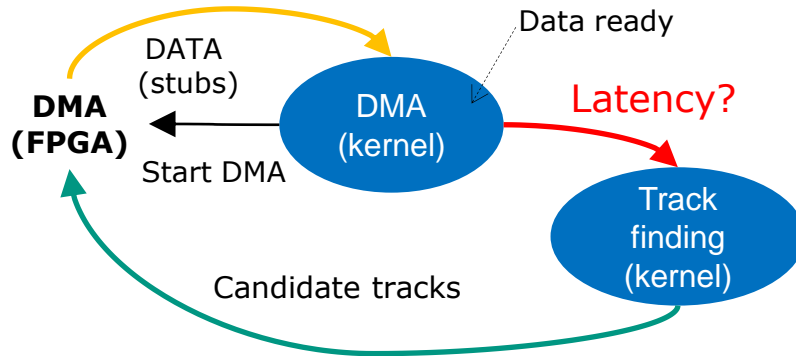 DATA
(stubs)
Data ready
DMA
(FPGA)
DMA
(kernel)
Latency?
Start DMA
Track
finding
(kernel)
Candidate tracks